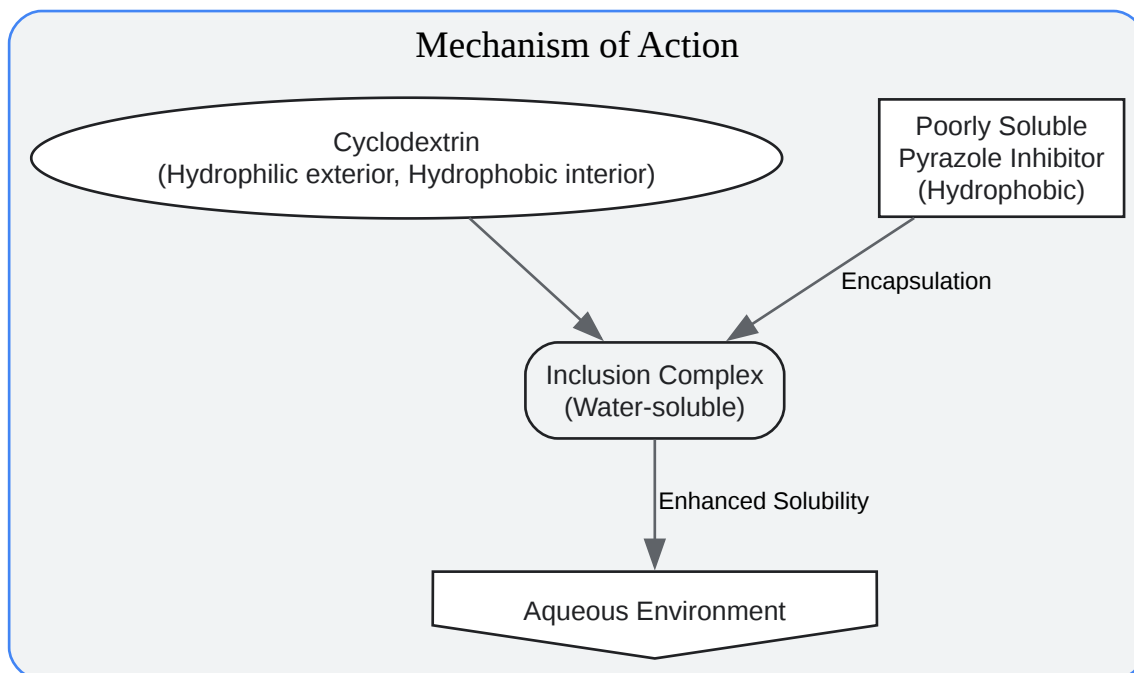 Mechanism of Action
Cyclodextrin
(Hydrophilic exterior, Hydrophobic interior)
Poorly Soluble
Pyrazole Inhibitor
(Hydrophobic)
Encapsulation
Inclusion Complex
(Water-soluble)
Enhanced Solubility
Aqueous Environment